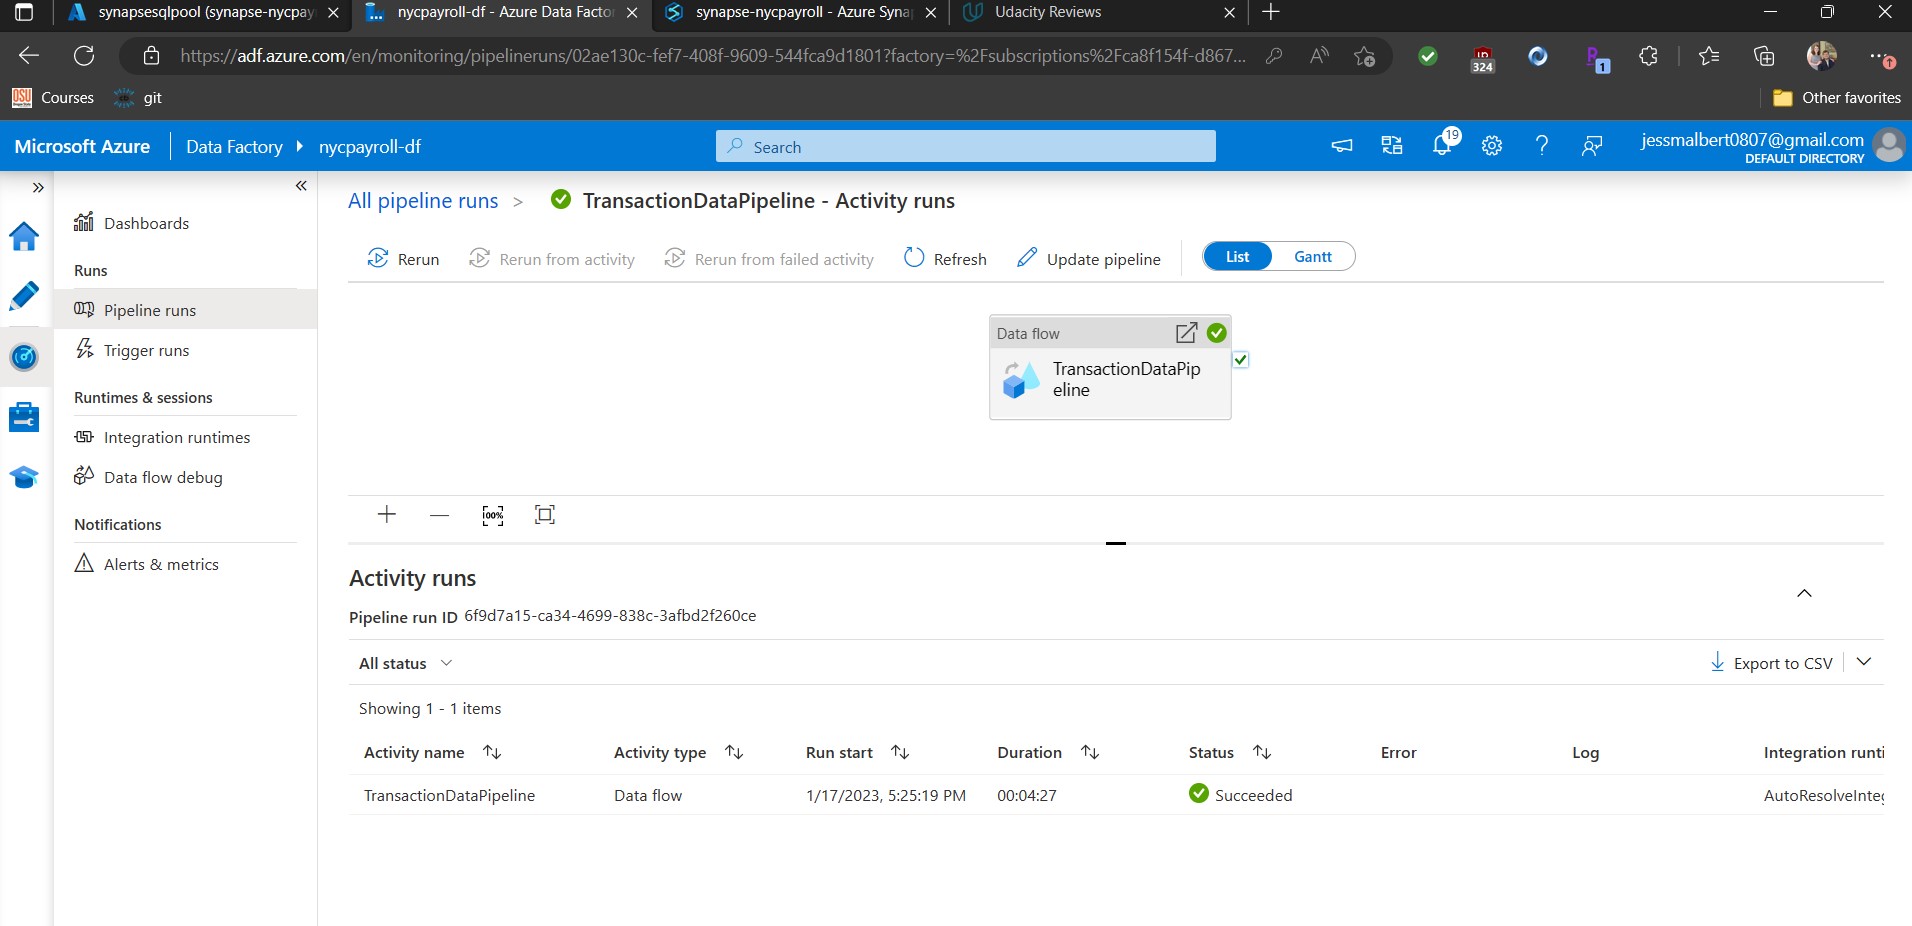 synapsesqlpool (synapse-nycpay
nycpayroll-df - Azure Data Factor
synapse-nycpayroll - Azure Syna
Udacity Reviews
https://adf.azure.com/en/monitoring/pipelineruns/02ae130c-fef7-408f-9609-544fca9d1801?factory=%2Fsubscriptions%2Fca8f154f-d867...
324
1
OSU Courses
git
Other favorites
Microsoft Azure
Data Factory
nycpayroll-df
Search
19
jessmalbert0807@gmail.com
DEFAULT DIRECTORY
Dashboards
Runs
Pipeline runs
Trigger runs
Runtimes & sessions
Integration runtimes
Data flow debug
Notifications
Alerts & metrics
All pipeline runs > TransactionDataPipeline - Activity runs
Rerun
Rerun from activity
Rerun from failed activity
Refresh
Update pipeline
List
Gantt
Data flow
TransactionDataPip
eline
100%
Activity runs
Pipeline run ID 6f9d7a15-ca34-4699-838c-3afbd2f260ce
All status
Export to CSV
Showing 1 - 1 items
Activity name Activity type Run start Duration Status Error Log Integration runti
TransactionDataPipeline Data flow 1/17/2023, 5:25:19 PM 00:04:27 Succeeded AutoResolveInteg